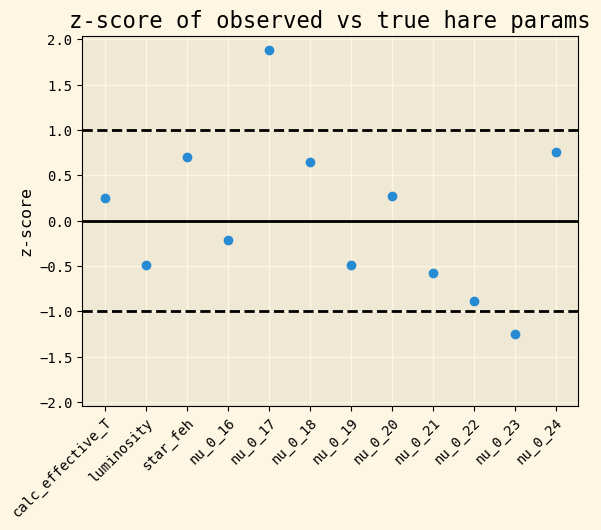 z-score of observed vs true hare params
z-score
2.0
1.5
1.0
0.5
0.0
−0.5
−1.0
−1.5
−2.0
calc_effective_T
luminosity
star_feh
nu_0_16
nu_0_17
nu_0_18
nu_0_19
nu_0_20
nu_0_21
nu_0_22
nu_0_23
nu_0_24